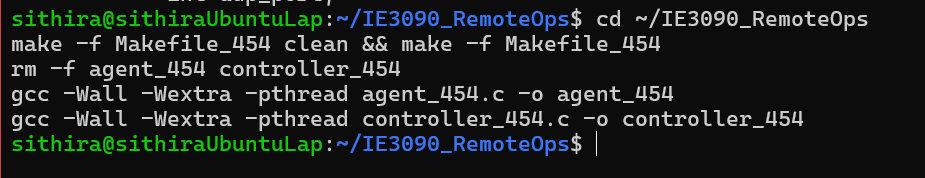 sithira@sithiraUbuntuLap:~/IE3090_RemoteOps$ cd ~/IE3090_RemoteOps
make -f Makefile_454 clean && make -f Makefile_454
rm -f agent_454 controller_454
gcc -Wall -Wextra -pthread agent_454.c -o agent_454
gcc -Wall -Wextra -pthread controller_454.c -o controller_454
sithira@sithiraUbuntuLap:~/IE3090_RemoteOps$